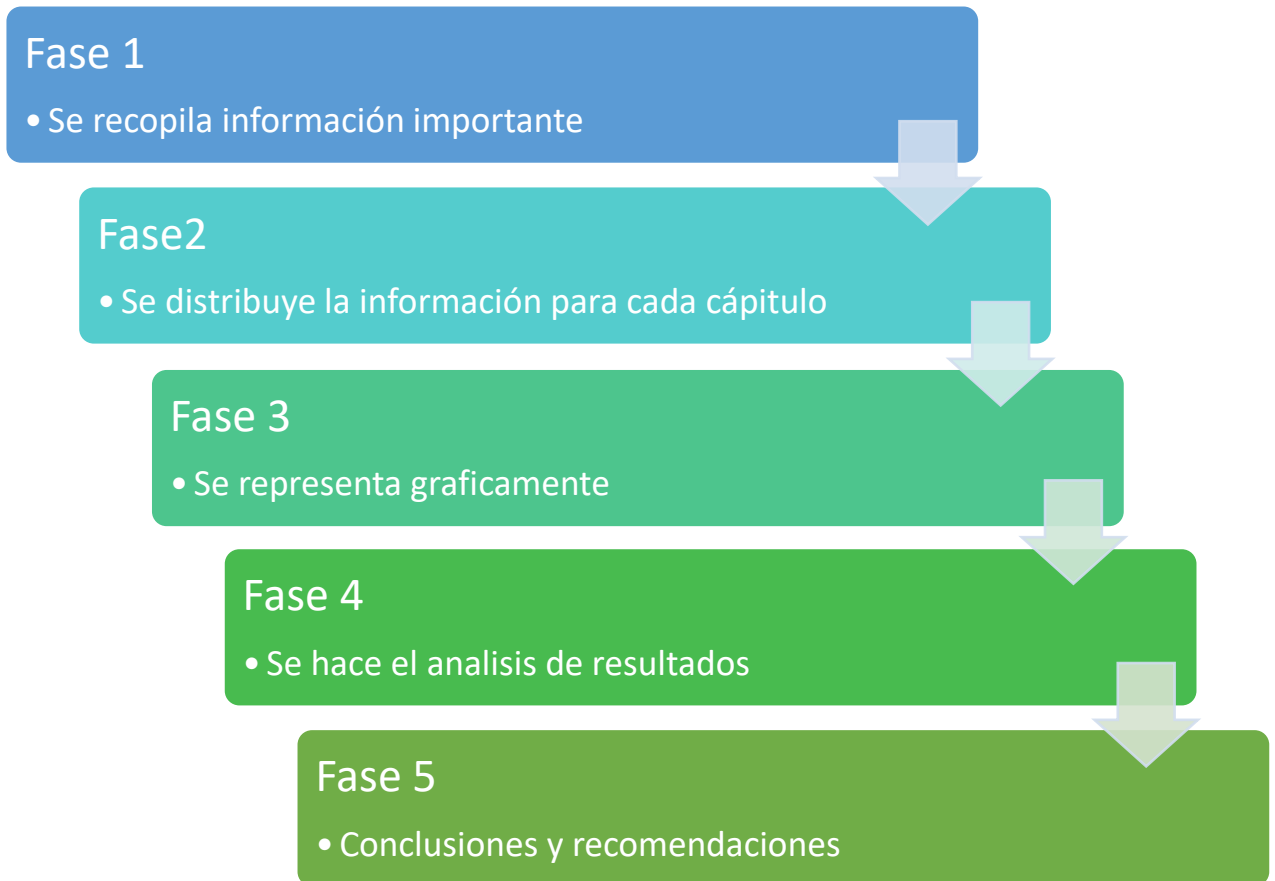 Fase 1
• Se recopila información importante
Fase2
• Se distribuye la información para cada cápitulo
Fase 3
• Se representa graficamente
Fase 4
• Se hace el analisis de resultados
Fase 5
• Conclusiones y recomendaciones